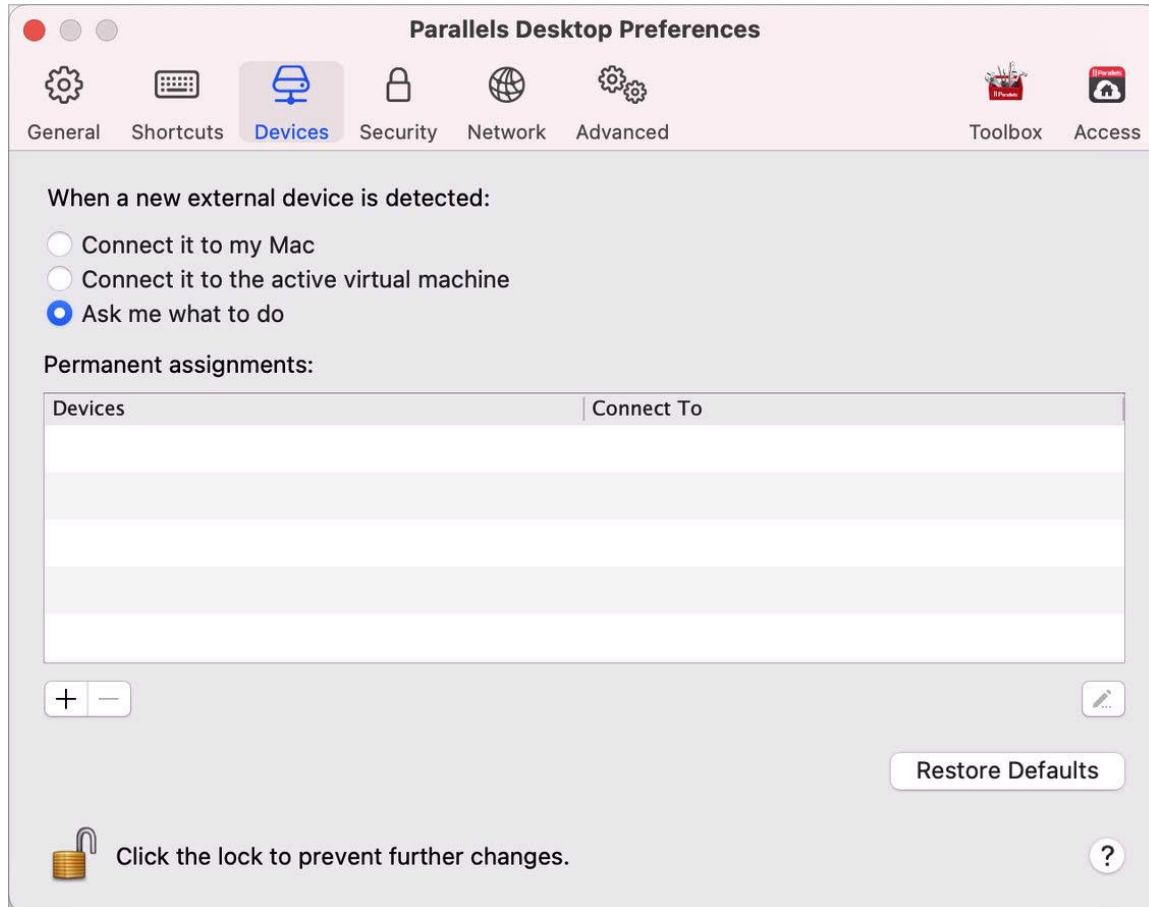 Parallels Desktop Preferences
General Shortcuts Devices Security Network Advanced Toolbox Access
When a new external device is detected:
Connect it to my Mac
Connect it to the active virtual machine
Ask me what to do
Permanent assignments:
Devices Connect To
Restore Defaults
Click the lock to prevent further changes.
?